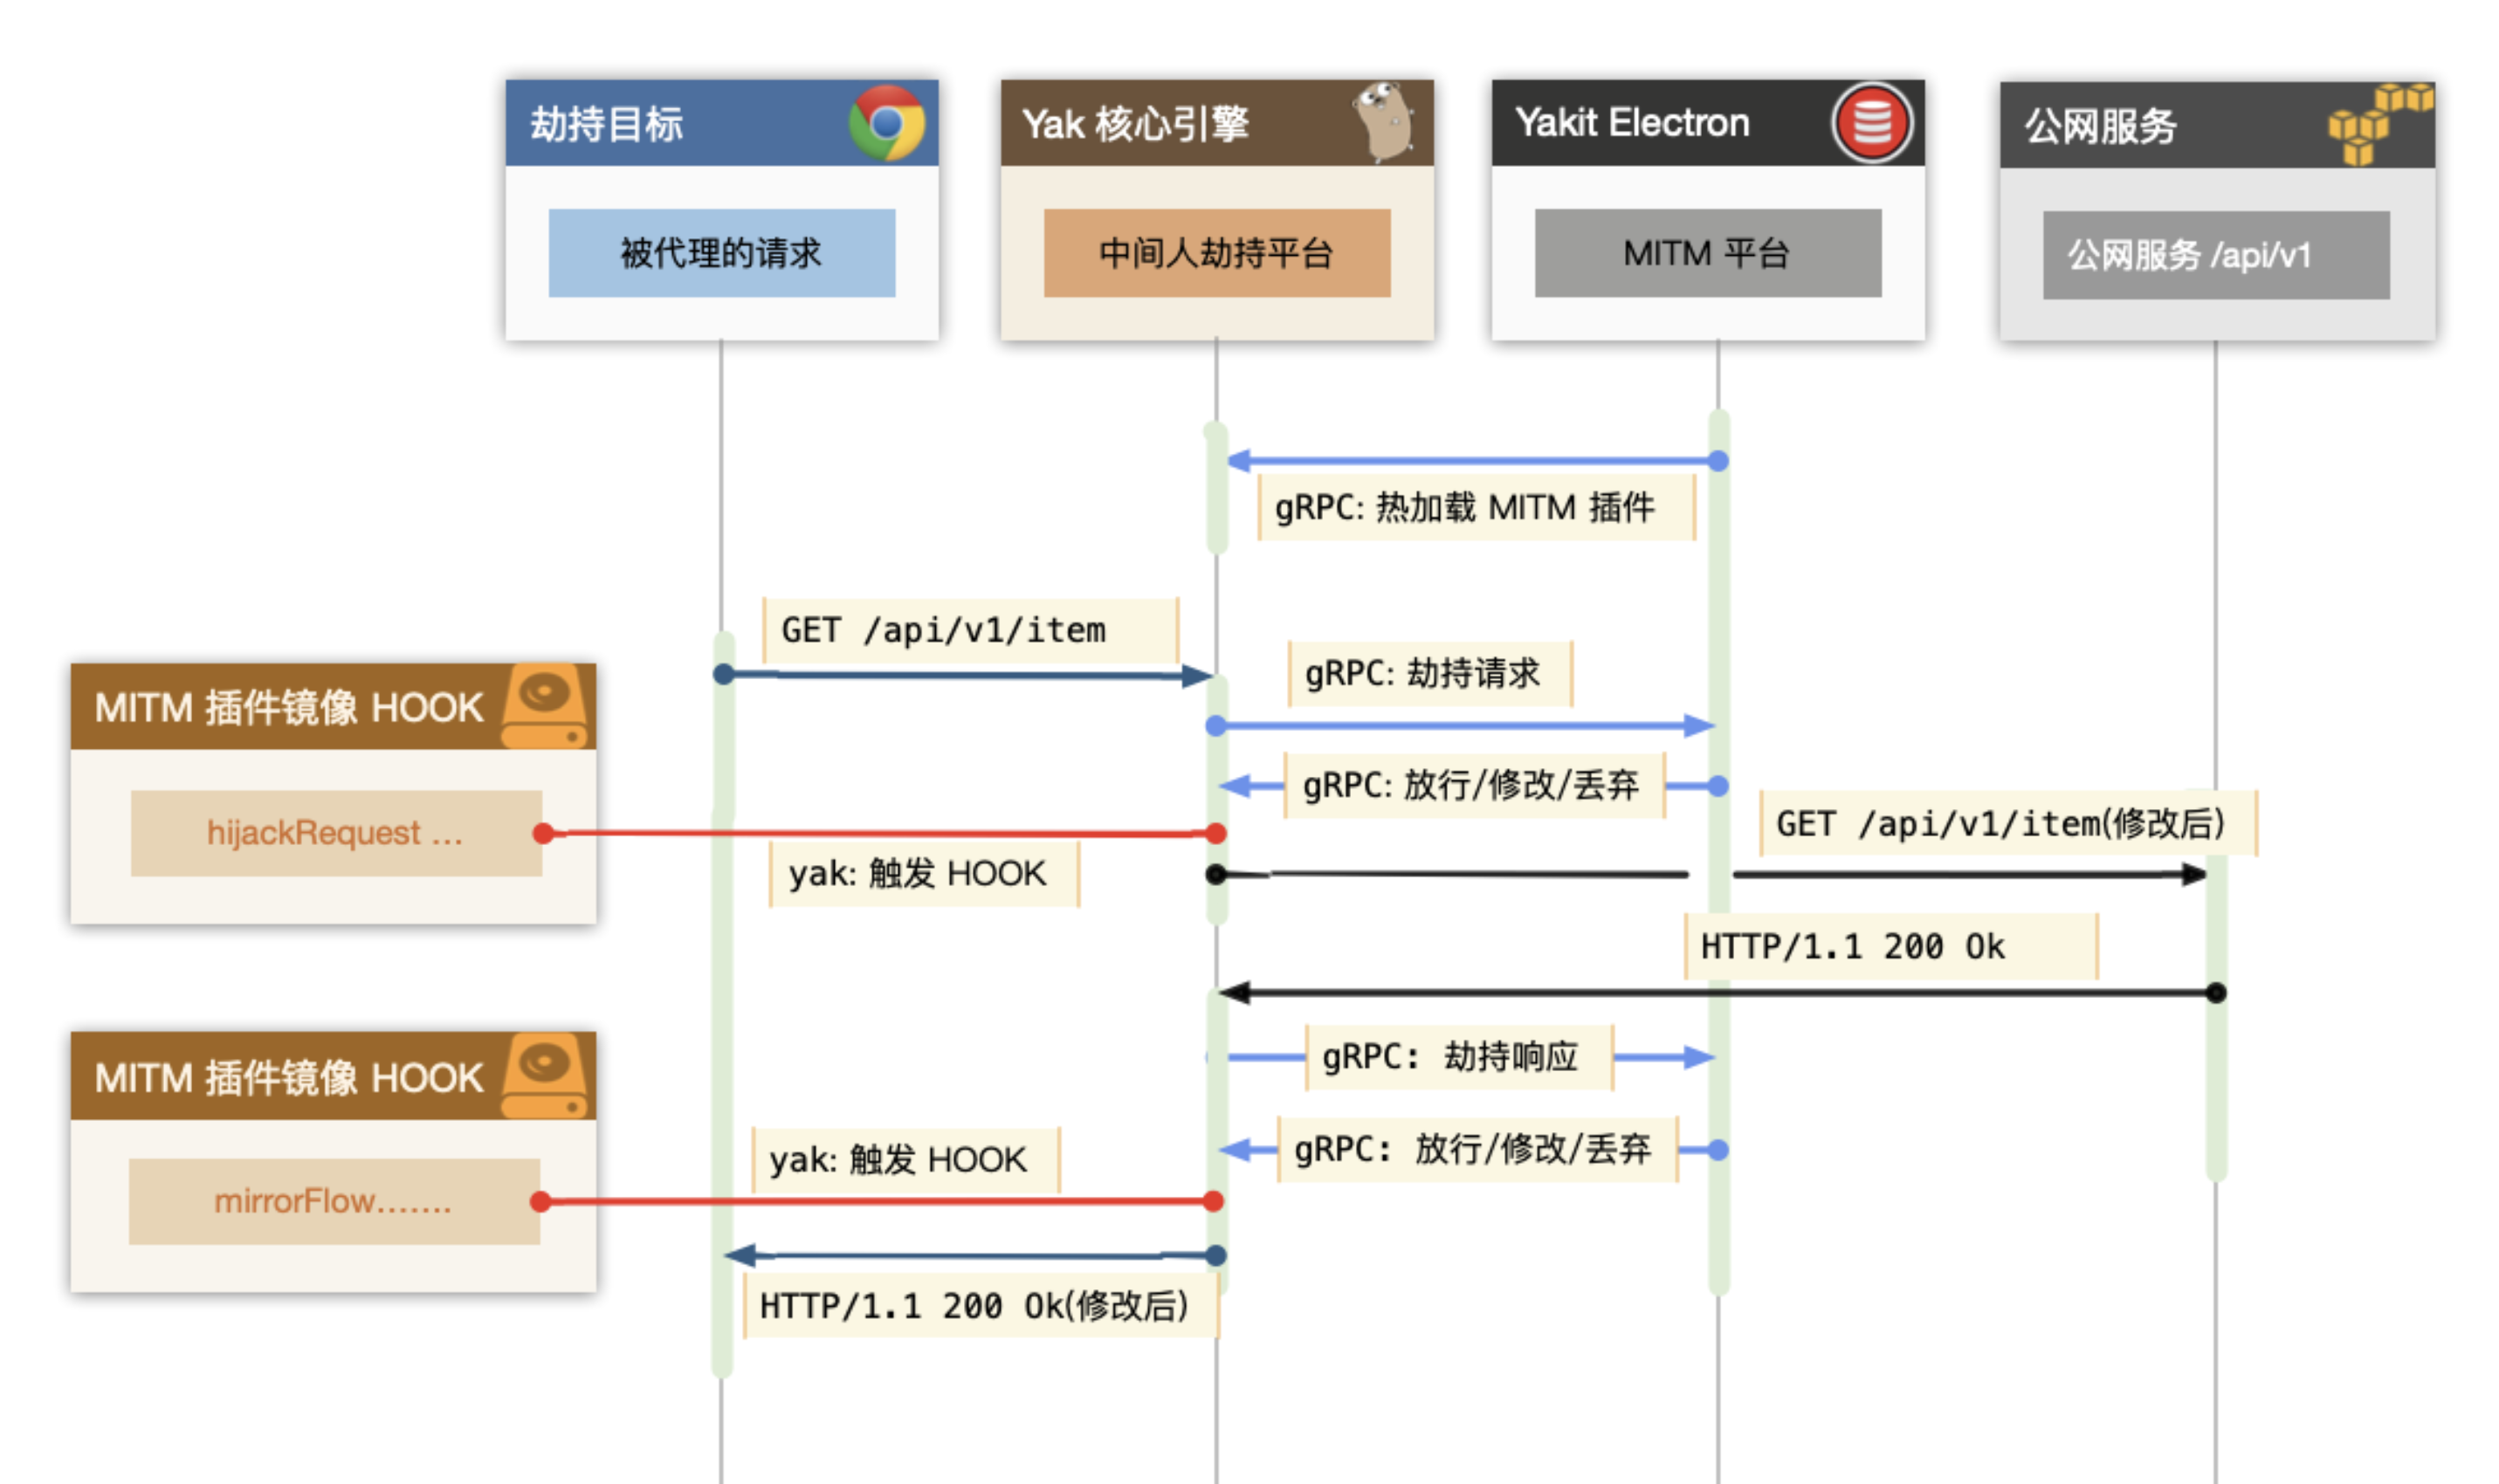 劫持目标
Yak 核心引擎
Yakit Electron
公网服务
被代理的请求
中间人劫持平台
MITM 平台
公网服务 /api/v1
gRPC: 热加载 MITM 插件
GET /api/v1/item
gRPC: 劫持请求
MITM 插件镜像 HOOK
gRPC: 放行/修改/丢弃
GET /api/v1/item(修改后)
hijackRequest ...
yak: 触发 HOOK
HTTP/1.1 200 Ok
gRPC: 劫持响应
MITM 插件镜像 HOOK
gRPC: 放行/修改/丢弃
yak: 触发 HOOK
mirrorFlow.......
HTTP/1.1 200 Ok(修改后)